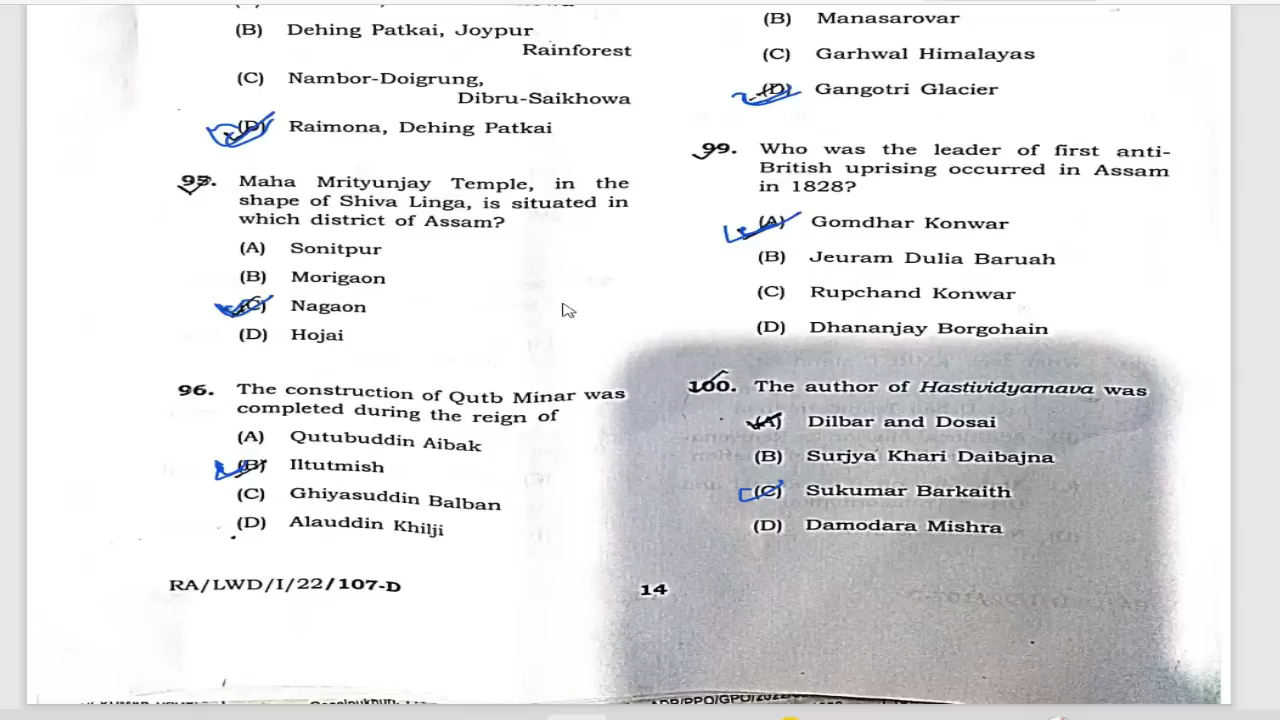 (B) Dehing Patkai, Joypur
Rainforest
(C) Nambor-Doigrung,
Dibru-Saikhowa
(D) Raimona, Dehing Patkai
95. Maha Mrityunjay Temple, in the
shape of Shiva Linga, is situated in
which district of Assam?
(A) Sonitpur
(B) Morigaon
(C) Nagaon
(D) Hojai
96. The construction of Qutb Minar was
completed during the reign of
(A) Qutubuddin Aibak
(B) Iltutmish
(C) Ghiyasuddin Balban
(D) Alauddin Khilji
(B) Manasarovar
(C) Garhwal Himalayas
(D) Gangotri Glacier
99. Who was the leader of first anti-
British uprising occurred in Assam
in 1828?
(A) Gomdhar Konwar
(B) Jeuram Dulia Baruah
(C) Rupchand Konwar
(D) Dhananjay Borgohain
100. The author of Hastividyarnava was
(A) Dilbar and Dosai
(B) Surjya Khari Daibajna
(C) Sukumar Barkaith
(D) Damodara Mishra
RA/LWD/I/22/107-D
14